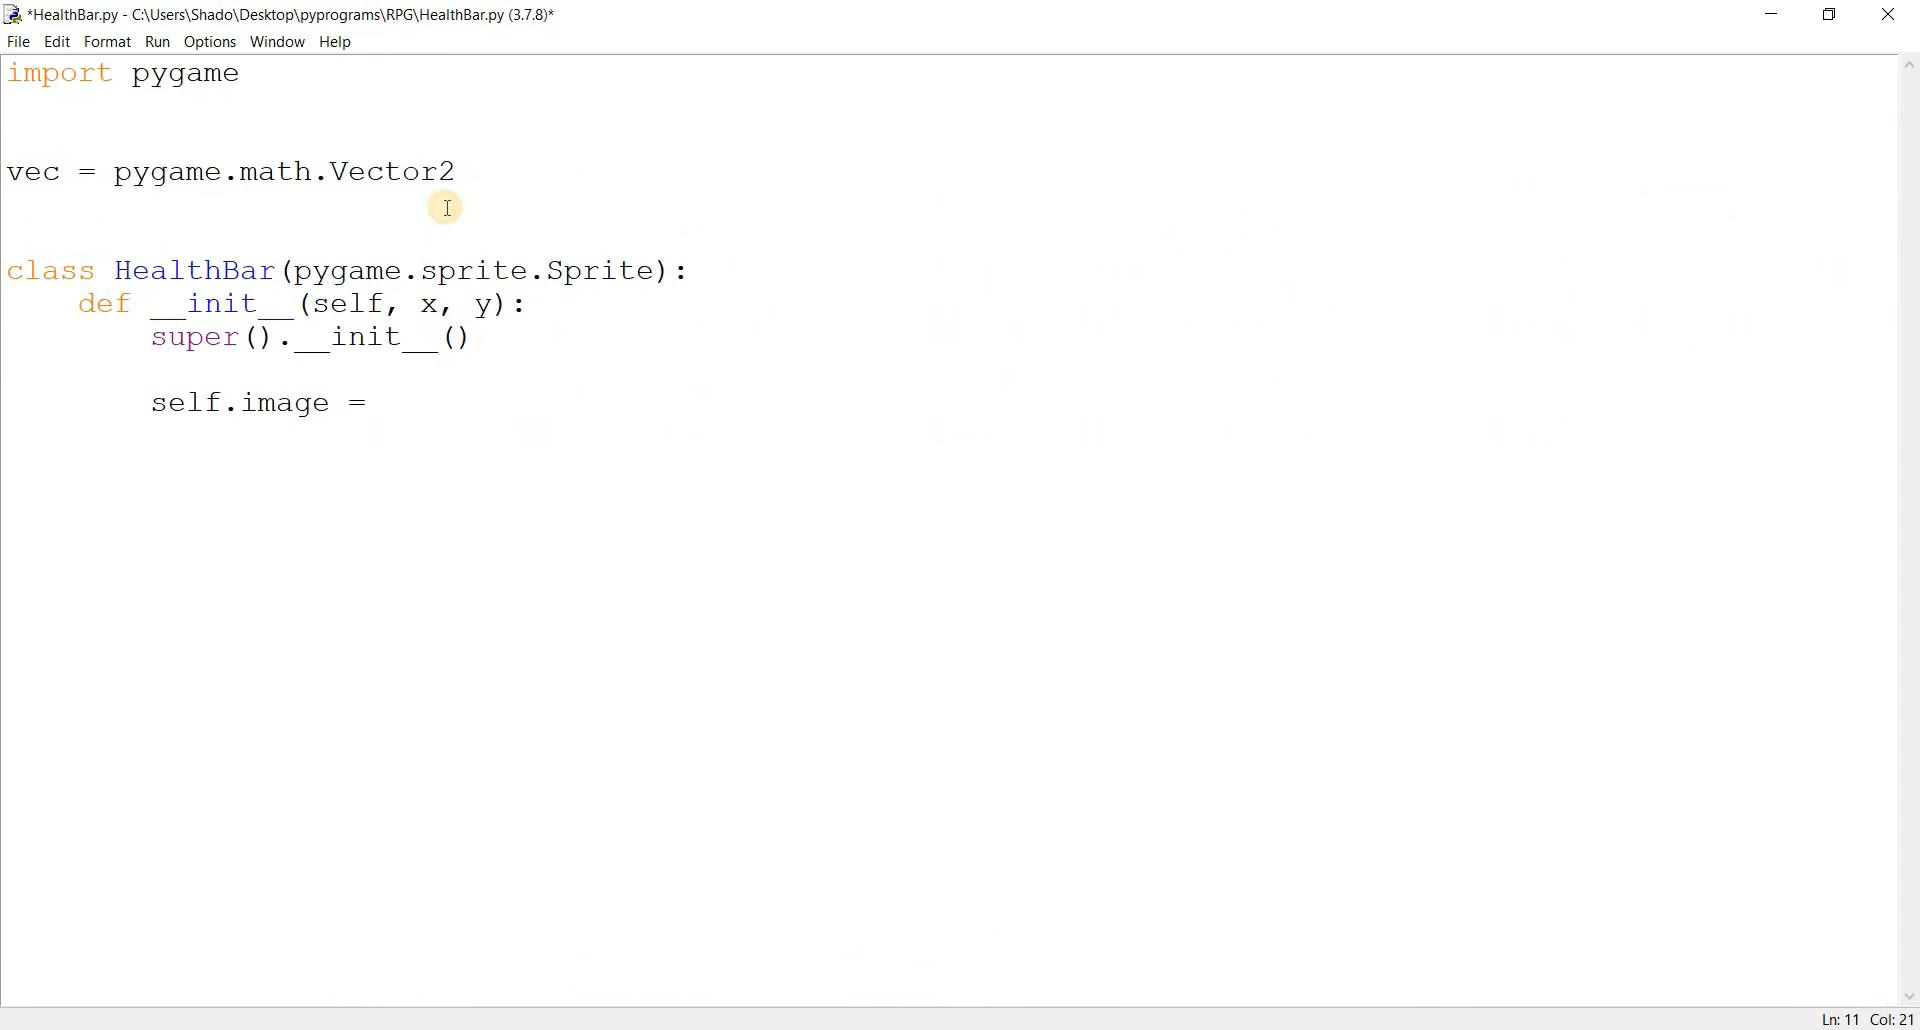 *HealthBar.py - C:\Users\Shado\Desktop\pyprograms\RPG\HealthBar.py (3.7.8)*
File Edit Format Run Options Window Help
import pygame
vec = pygame.math.Vector2
class HealthBar(pygame.sprite.Sprite):
    def __init__(self, x, y):
        super().__init__()
        self.image =
Ln: 11 Col: 21